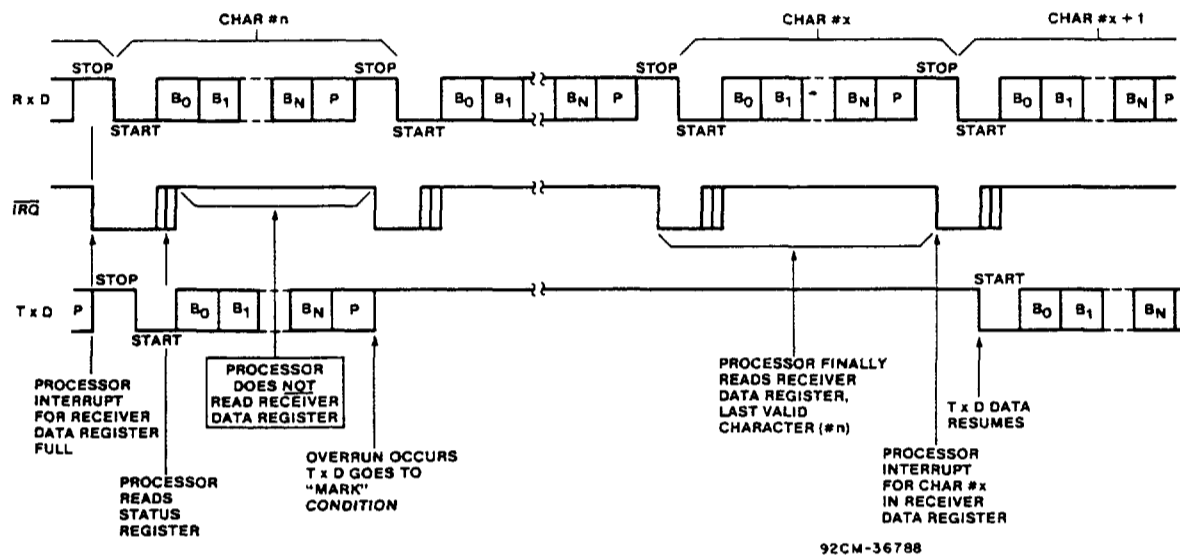 CHAR #n
CHAR #x
CHAR #x + 1
STOP
STOP
STOP
STOP
R x D
B0
B1
BN
P
B0
B1
BN
P
B0
B1
BN
P
B0
B1
BN
P
START
START
START
START
IRQ
STOP
START
T x D
P
B0
B1
BN
P
B0
B1
BN
START
PROCESSOR
INTERRUPT
FOR RECEIVER
DATA REGISTER
FULL
PROCESSOR
READS
STATUS
REGISTER
PROCESSOR
DOES NOT
READ RECEIVER
DATA REGISTER
OVERRUN OCCURS
T x D GOES TO
"MARK"
CONDITION
PROCESSOR FINALLY
READS RECEIVER
DATA REGISTER,
LAST VALID
CHARACTER (#n)
PROCESSOR
INTERRUPT
FOR CHAR #x
IN RECEIVER
DATA REGISTER
T x D DATA
RESUMES
92CM-36788